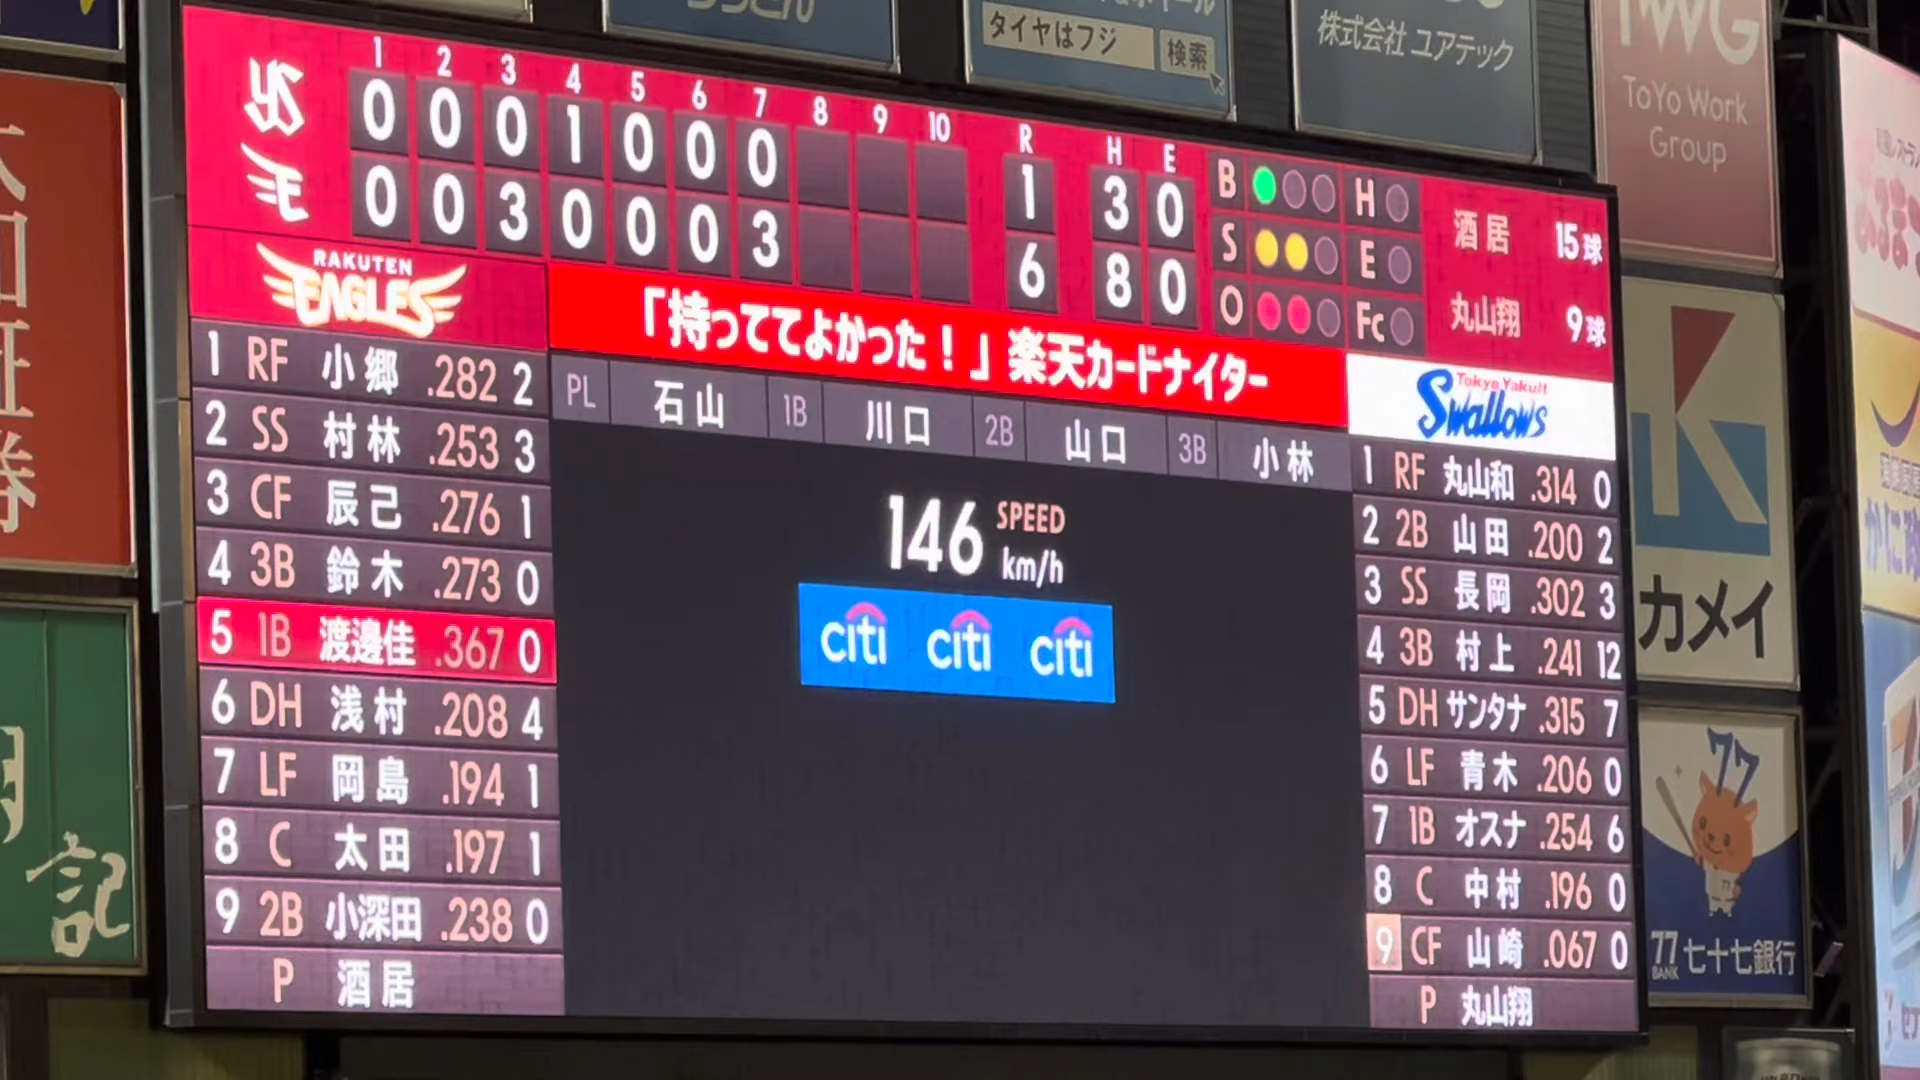 タイヤはフジ 検索
株式会社 ユアテック
TWG
ToYo Work
Group
1 2 3 4 5 6 7 8 9 10 R H E
YS 0 0 0 1 0 0 0 1 3 0
E 0 0 3 0 0 0 3 6 8 0
B H
S E
O Fc
酒居 15球
丸山翔 9球
RAKUTEN
EAGLES
「持っててよかった！」楽天カードナイター
PL 石山 1B 川口 2B 山口 3B 小林
146 SPEED
km/h
citi citi citi
1 RF 小郷 .282 2
2 SS 村林 .253 3
3 CF 辰己 .276 1
4 3B 鈴木 .273 0
5 1B 渡邊佳 .367 0
6 DH 浅村 .208 4
7 LF 岡島 .194 1
8 C 太田 .197 1
9 2B 小深田 .238 0
P 酒居
Tokyo Yakult
Swallows
1 RF 丸山和 .314 0
2 2B 山田 .200 2
3 SS 長岡 .302 3
4 3B 村上 .241 12
5 DH サンタナ .315 7
6 LF 青木 .206 0
7 1B オスナ .254 6
8 C 中村 .196 0
9 CF 山崎 .067 0
P 丸山翔
K
カメイ
77
77 BANK 七十七銀行
記